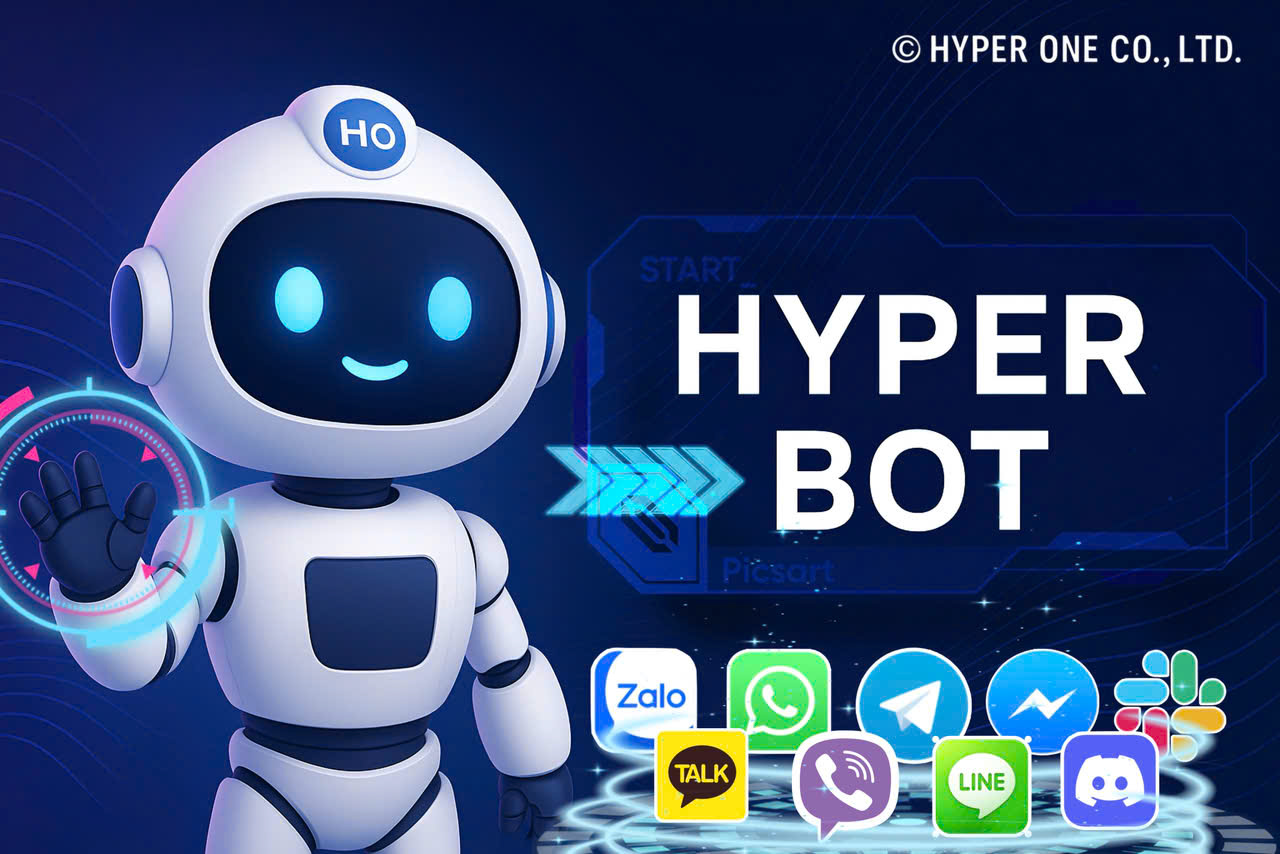 © HYPER ONE CO., LTD.
HO
START_
HYPER
BOT
Picsart
Zalo
TALK
LINE